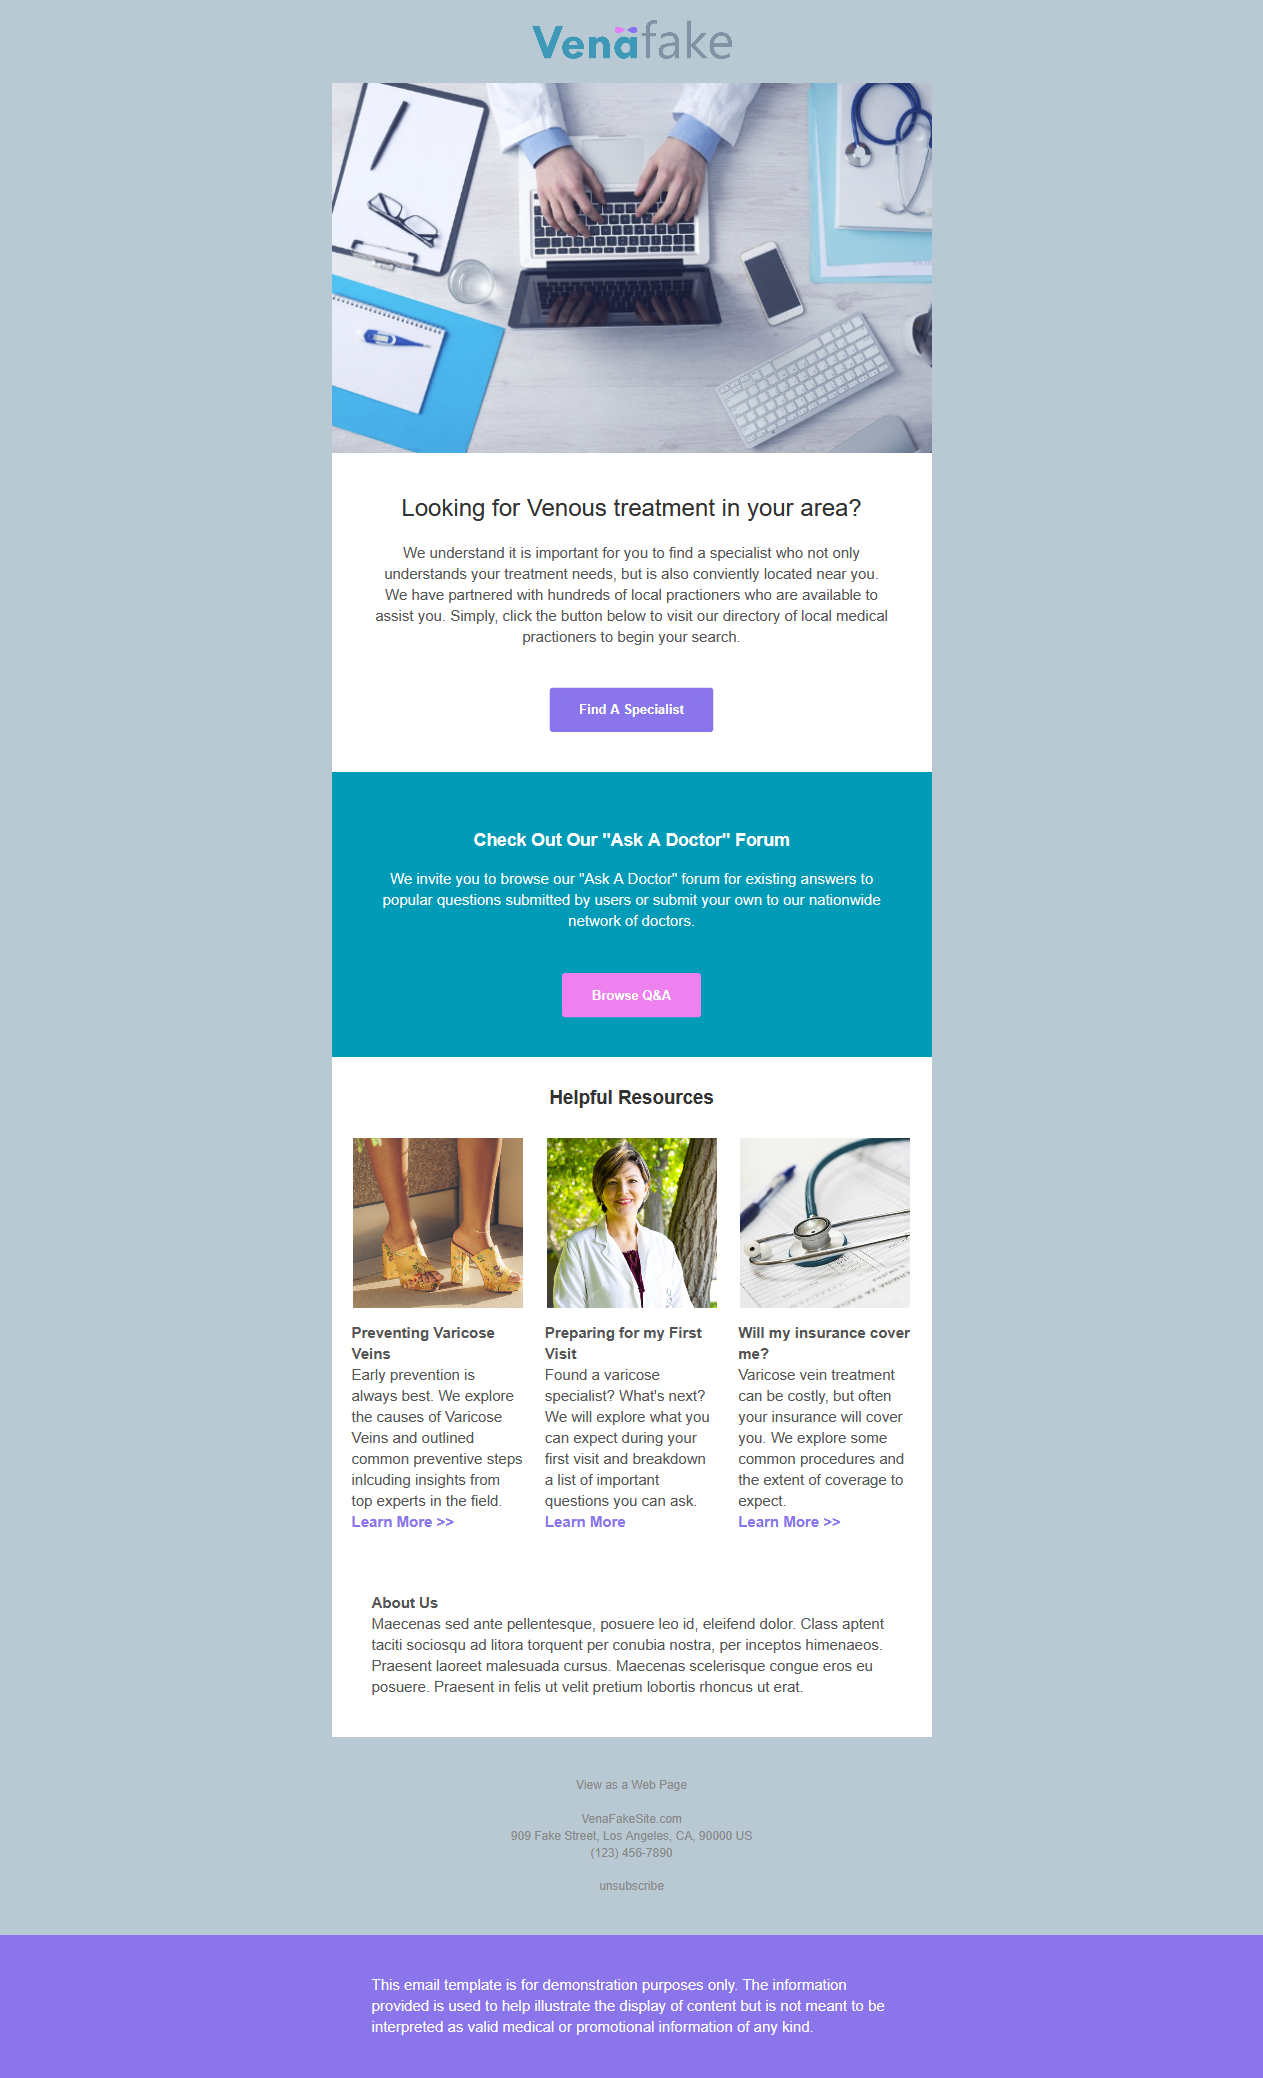 Venafake
Looking for Venous treatment in your area?
We understand it is important for you to find a specialist who not only
understands your treatment needs, but is also conviently located near you.
We have partnered with hundreds of local practioners who are available to
assist you. Simply, click the button below to visit our directory of local medical
practioners to begin your search.
Find A Specialist
Check Out Our "Ask A Doctor" Forum
We invite you to browse our "Ask A Doctor" forum for existing answers to
popular questions submitted by users or submit your own to our nationwide
network of doctors.
Browse Q&A
Helpful Resources
Preventing Varicose
Veins
Early prevention is
always best. We explore
the causes of Varicose
Veins and outlined
common preventive steps
inlcuding insights from
top experts in the field.
Learn More >>
Preparing for my First
Visit
Found a varicose
specialist? What's next?
We will explore what you
can expect during your
first visit and breakdown
a list of important
questions you can ask.
Learn More
Will my insurance cover
me?
Varicose vein treatment
can be costly, but often
your insurance will cover
you. We explore some
common procedures and
the extent of coverage to
expect.
Learn More >>
About Us
Maecenas sed ante pellentesque, posuere leo id, eleifend dolor. Class aptent
taciti sociosqu ad litora torquent per conubia nostra, per inceptos himenaeos.
Praesent laoreet malesuada cursus. Maecenas scelerisque congue eros eu
posuere. Praesent in felis ut velit pretium lobortis rhoncus ut erat.
View as a Web Page
VenaFakeSite.com
909 Fake Street, Los Angeles, CA, 90000 US
(123) 456-7890
unsubscribe
This email template is for demonstration purposes only. The information
provided is used to help illustrate the display of content but is not meant to be
interpreted as valid medical or promotional information of any kind.